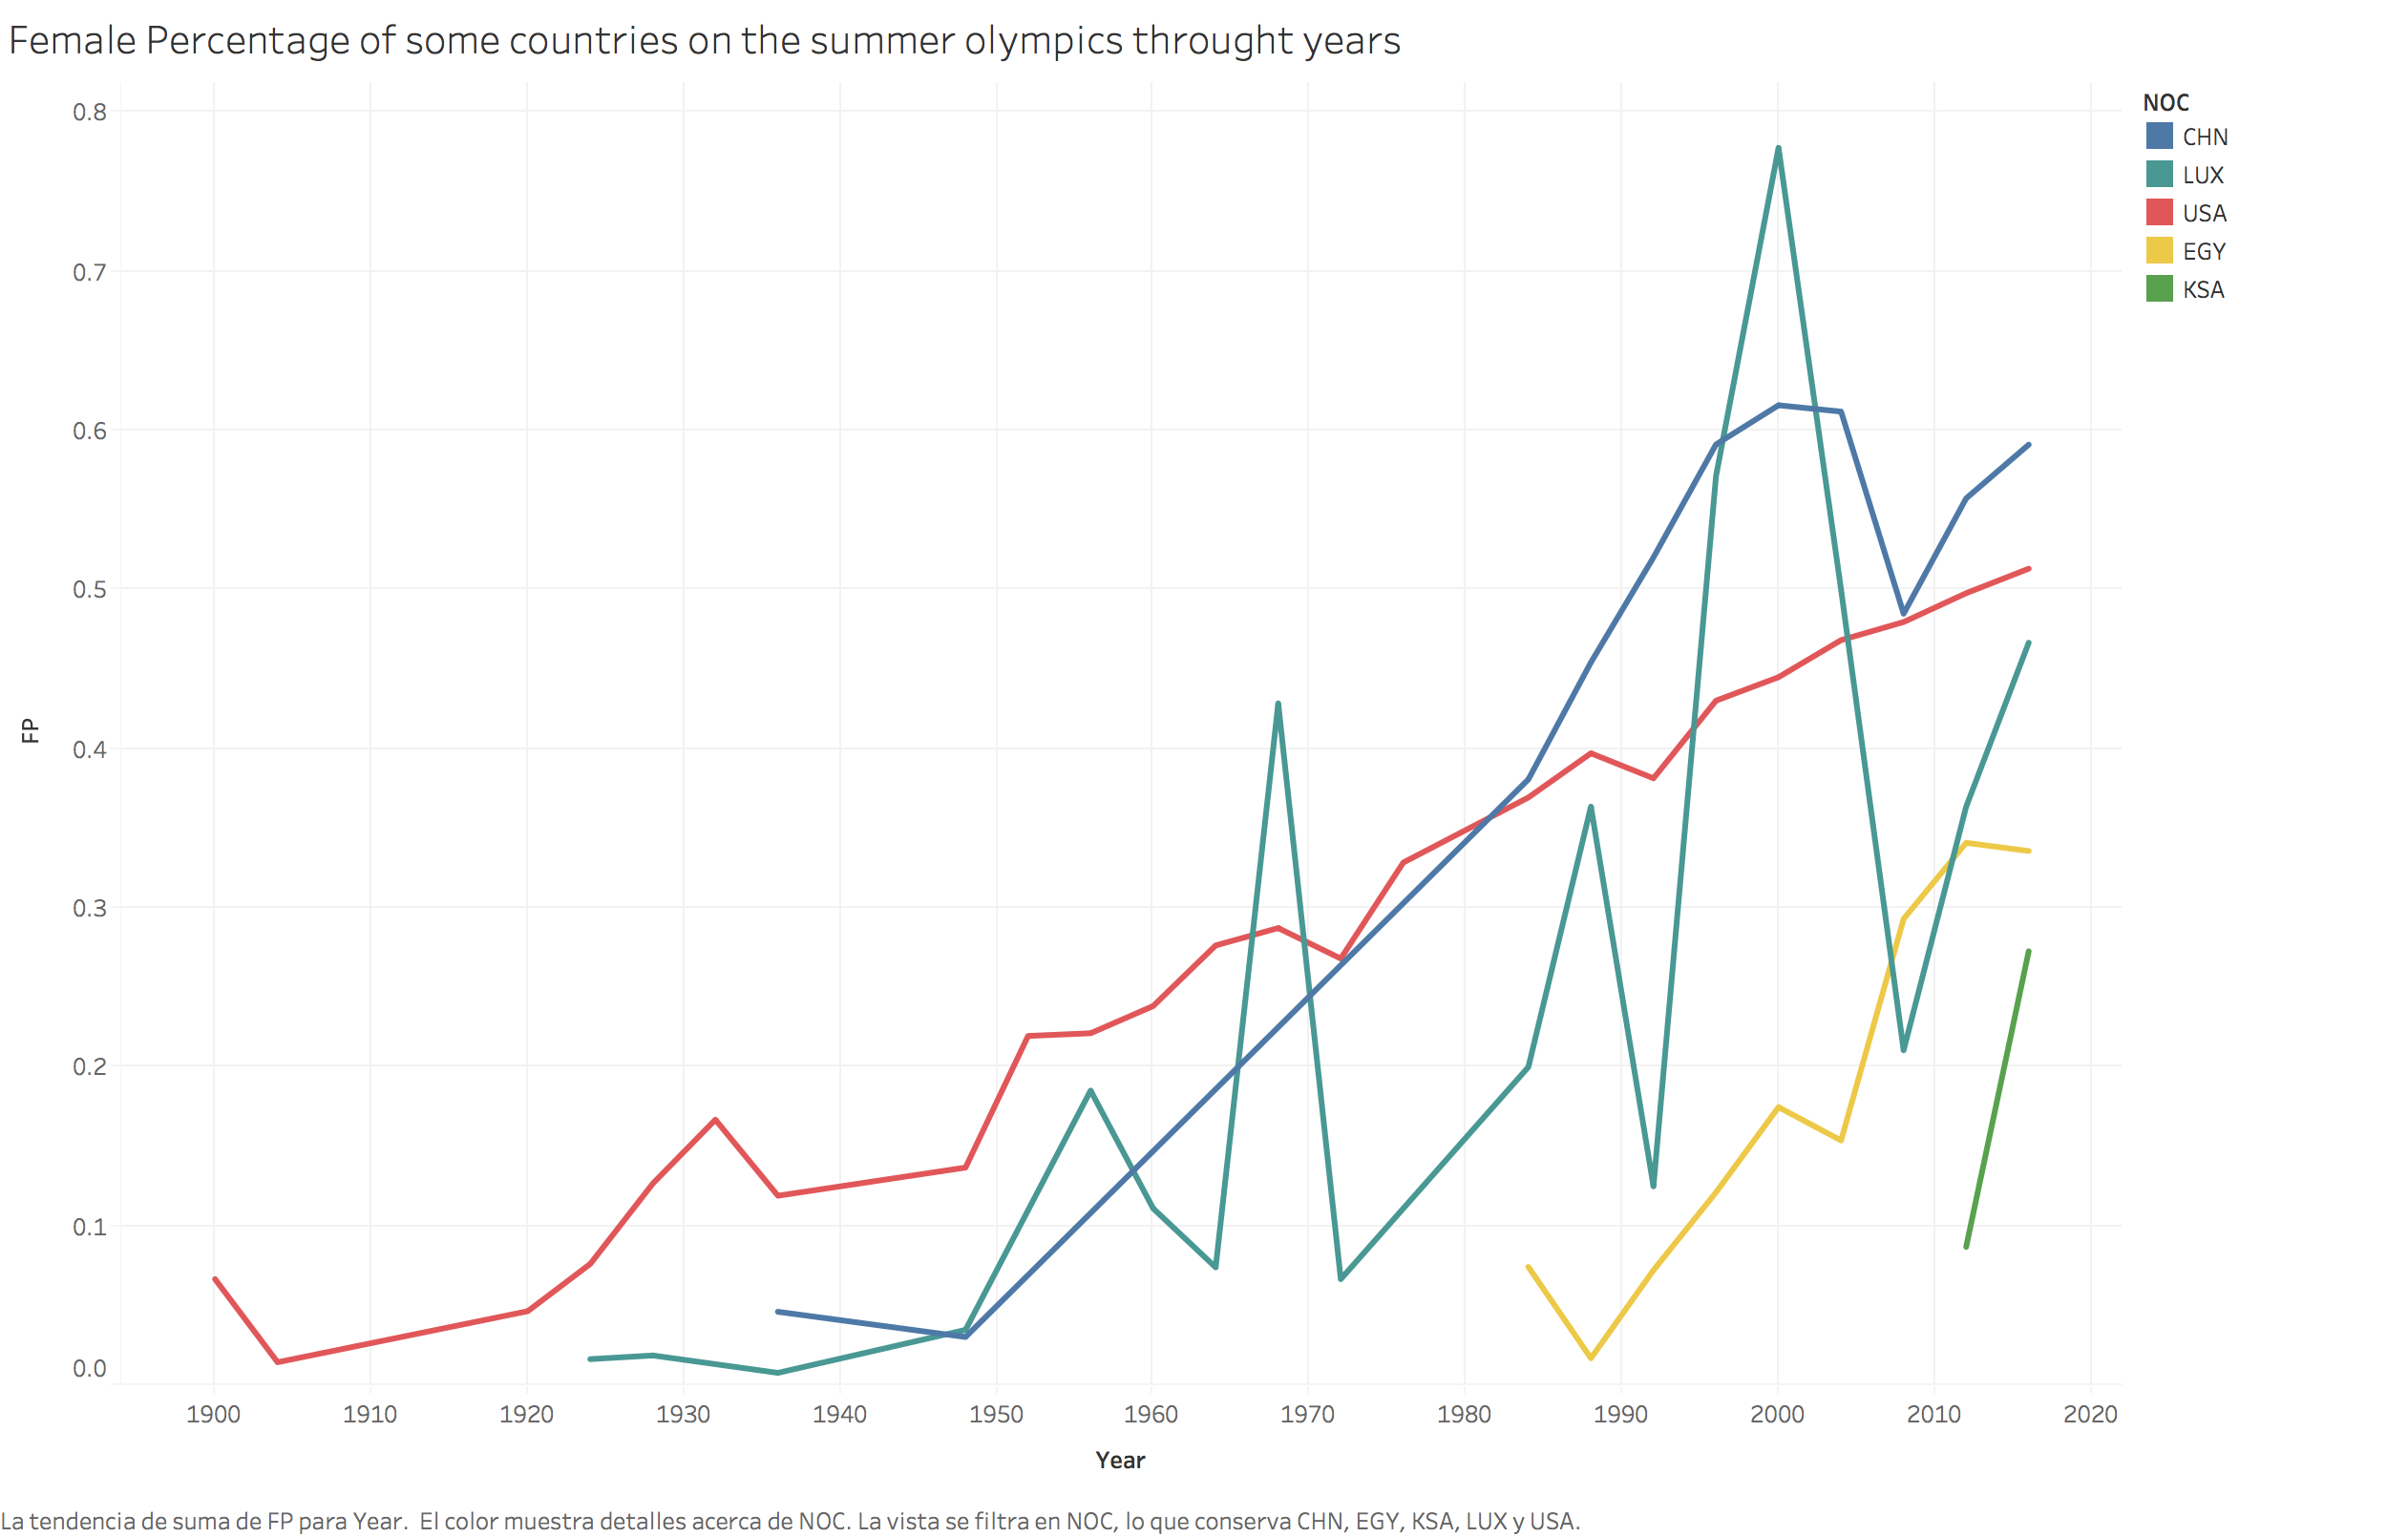 Female Percentage of some countries on the summer olympics throught years
NOC
CHN
LUX
USA
EGY
KSA
0.8
0.7
0.6
0.5
0.4
0.3
0.2
0.1
0.0
FP
1900 1910 1920 1930 1940 1950 1960 1970 1980 1990 2000 2010 2020
Year
La tendencia de suma de FP para Year.  El color muestra detalles acerca de NOC. La vista se filtra en NOC, lo que conserva CHN, EGY, KSA, LUX y USA.